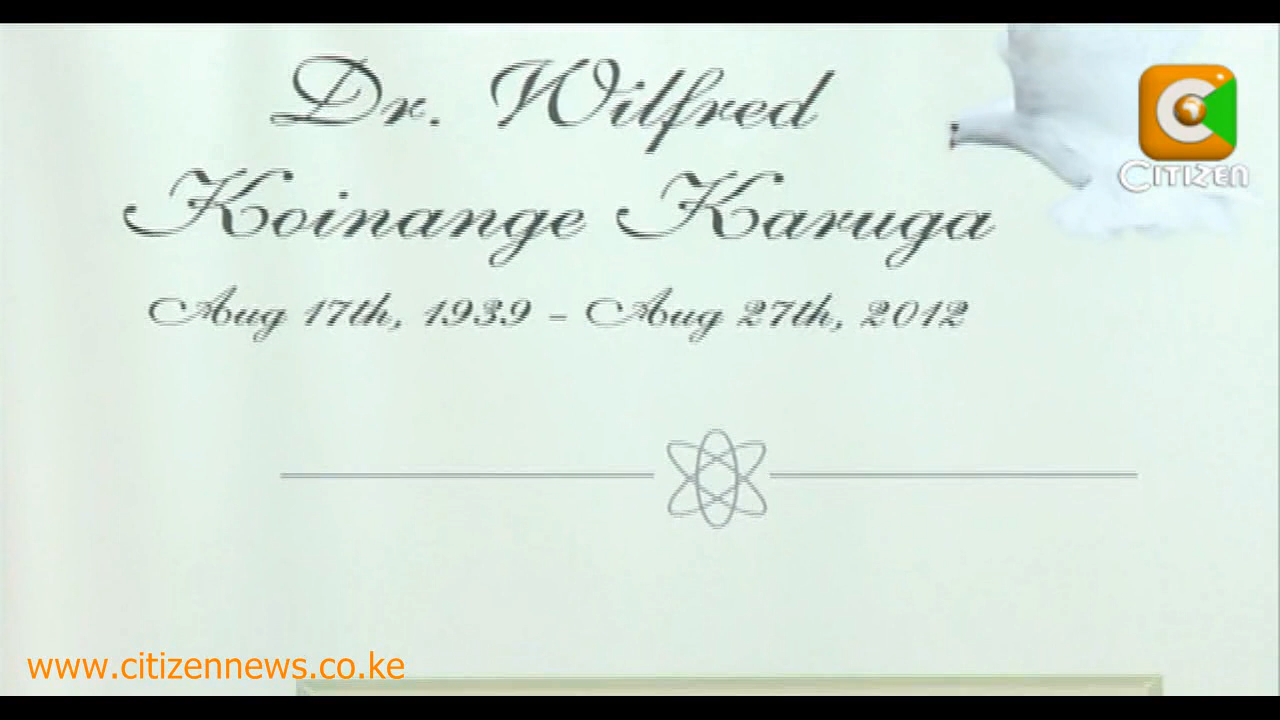 Dr. Wilfred
Koinange Karuga
Aug 17th, 1939 - Aug 27th, 2012
CITIZEN
www.citizennews.co.ke